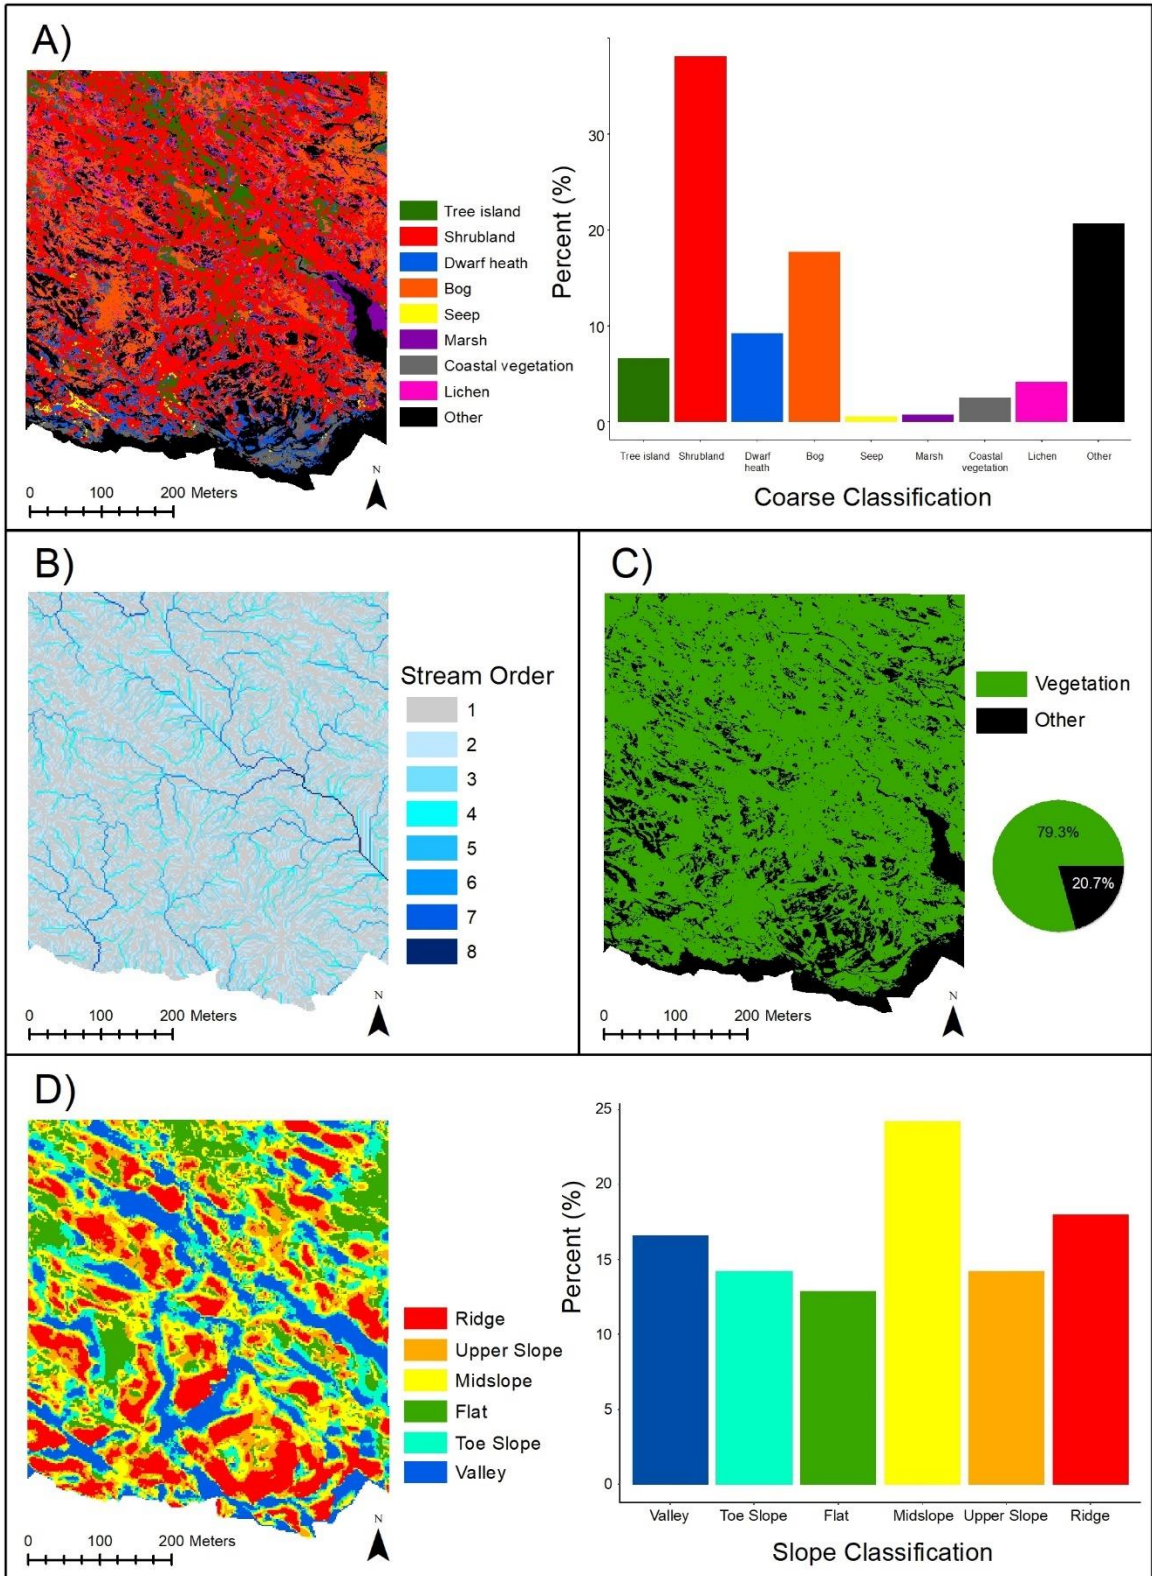 A)
Tree island
Shrubland
Dwarf heath
Bog
Seep
Marsh
Coastal vegetation
Lichen
Other
0 100 200 Meters
N
Percent (%)
30
20
10
0
Tree island Shrubland Dwarf Bog Seep Marsh Coastal Lichen Other
heath vegetation
Coarse Classification
B)
Stream Order
1
2
3
4
5
6
7
8
0 100 200 Meters
N
C)
Vegetation
Other
79.3%
20.7%
0 100 200 Meters
N
D)
Ridge
Upper Slope
Midslope
Flat
Toe Slope
Valley
0 100 200 Meters
N
Percent (%)
25
20
15
10
5
0
Valley Toe Slope Flat Midslope Upper Slope Ridge
Slope Classification